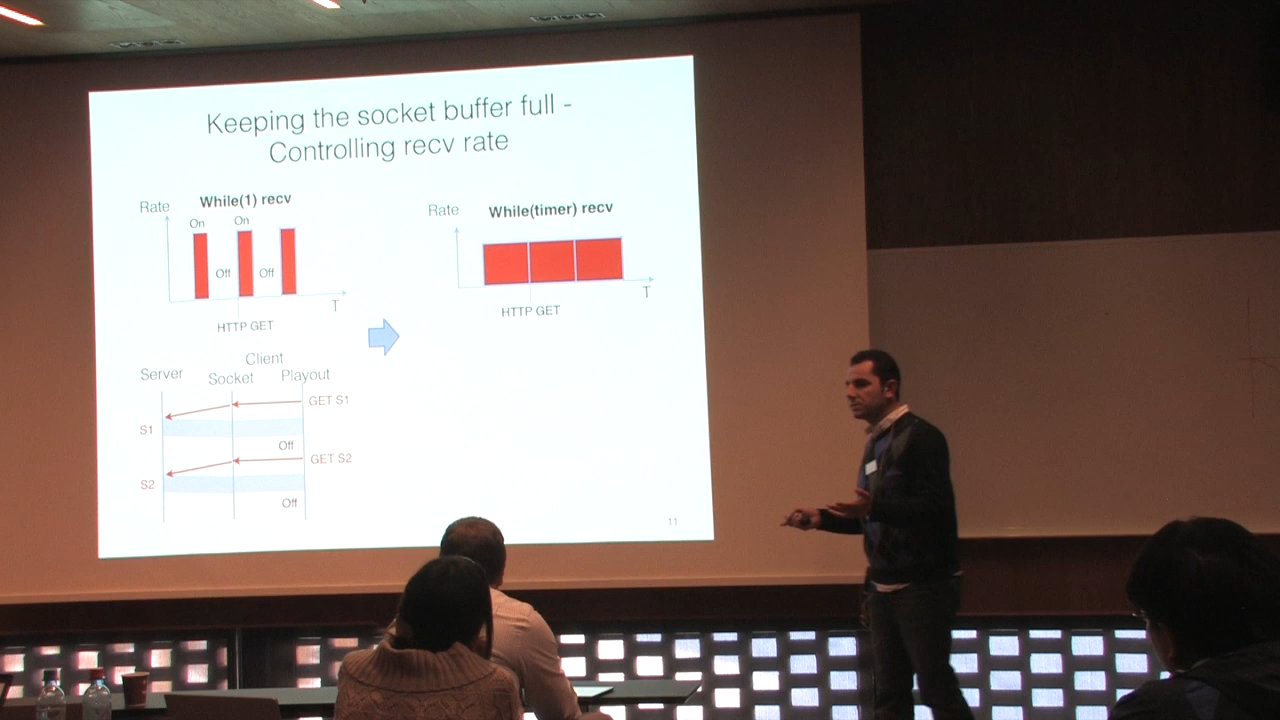 Keeping the socket buffer full -
Controlling recv rate
Rate
While(1) recv
On
On
Off
Off
T
HTTP GET
Rate
While(timer) recv
T
HTTP GET
Client
Server
Socket
Playout
GET S1
S1
Off
GET S2
S2
Off
11